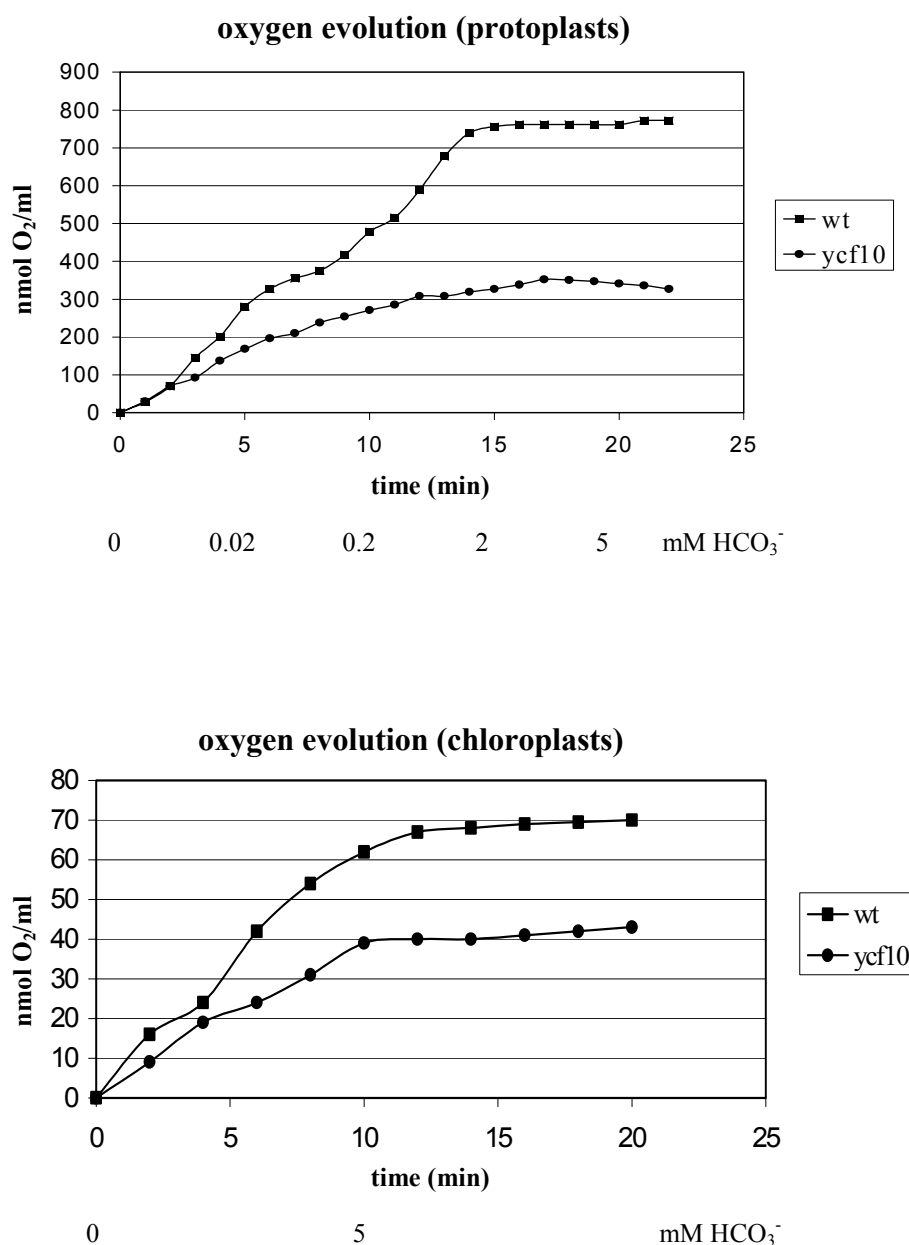 oxygen evolution (protoplasts)
900
800
700
600
500
400
300
200
100
0
nmol O₂/ml
0 5 10 15 20 25
time (min)
wt
ycf10
0 0.02 0.2 2 5 mM HCO₃⁻
oxygen evolution (chloroplasts)
80
70
60
50
40
30
20
10
0
nmol O₂/ml
0 5 10 15 20 25
time (min)
wt
ycf10
0 5 mM HCO₃⁻